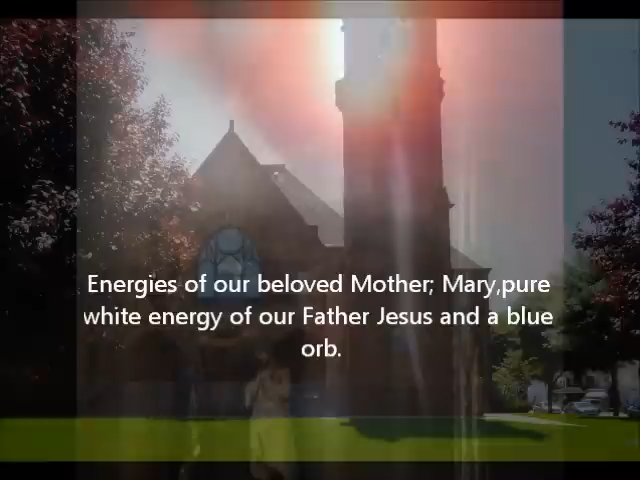 Energies of our beloved Mother; Mary,pure
white energy of our Father Jesus and a blue
orb.